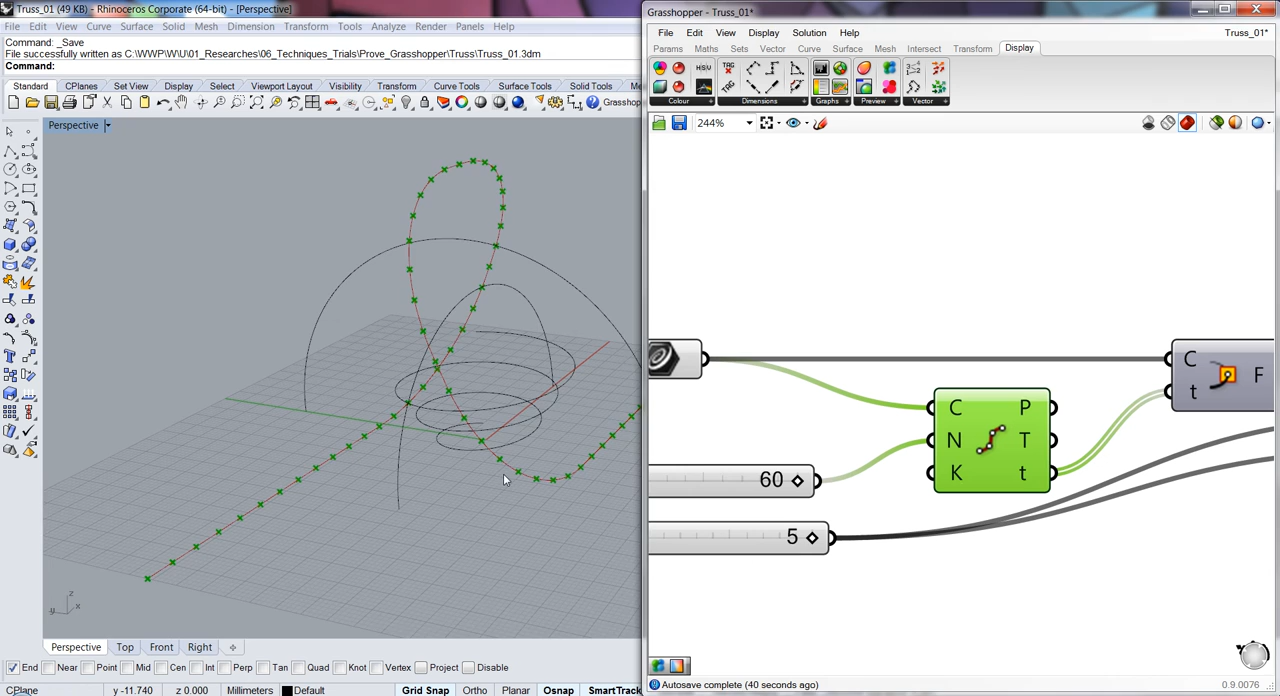 Truss_01 (49 KB) - Rhinoceros Corporate (64-bit) - [Perspective]
File Edit View Curve Surface Solid Mesh Dimension Transform Tools Analyze Render Panels Help
Command: _Save
File successfully written as C:\WWP\W\U\01_Researches\06_Techniques_Trials\Prove_Grasshopper\Truss\Truss_01.3dm
Command:
Standard CPlanes Set View Display Select Viewport Layout Visibility Transform Curve Tools Surface Tools Solid Tools Me
Grasshop
Perspective
z
y x
Perspective Top Front Right
End Near Point Mid Cen Int Perp Tan Quad Knot Vertex Project Disable
CPlane y -11.740 z 0.000 Millimeters Default Grid Snap Ortho Planar Osnap SmartTrack
Grasshopper - Truss_01*
File Edit View Display Solution Help Truss_01*
Params Maths Sets Vector Curve Surface Mesh Intersect Transform Display
Colour Dimensions Graphs Preview Vector
244%
C P
N T
K t
C F
t
60
5
Autosave complete (40 seconds ago) 0.9.0076